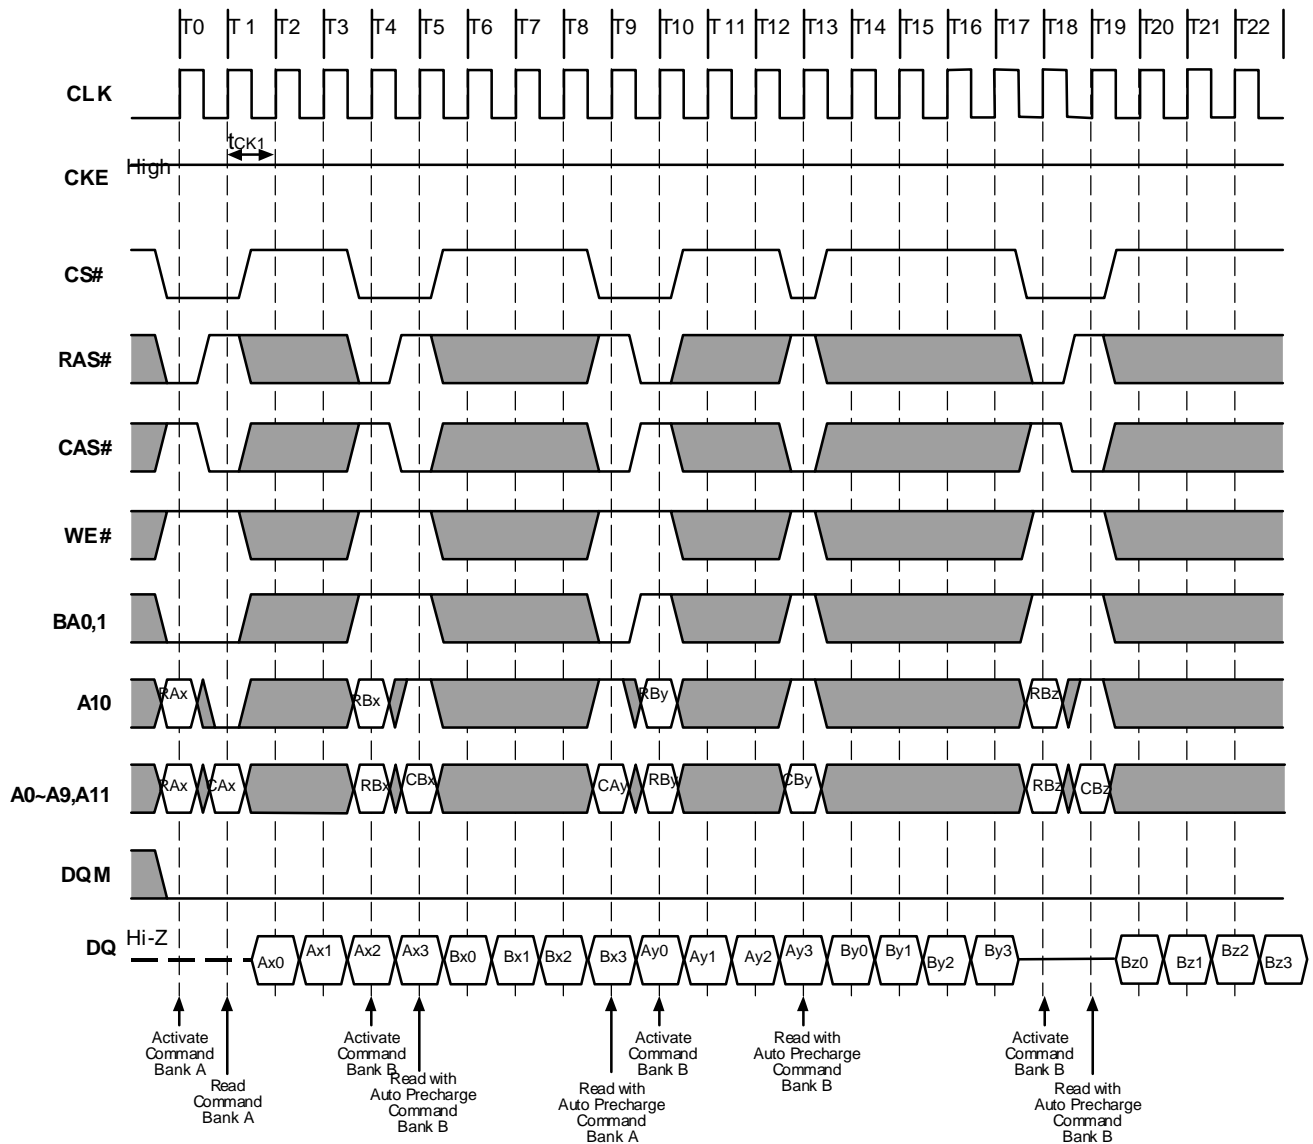 T0 T1 T2 T3 T4 T5 T6 T7 T8 T9 T10 T11 T12 T13 T14 T15 T16 T17 T18 T19 T20 T21 T22
CLK
tCK1
High
CKE
CS#
RAS#
CAS#
WE#
BA0,1
A10
RAx RBx RBy RBz
A0~A9,A11
RAx CAx RBx CBx CAy RBy CBy RBz CBz
DQM
DQ
Hi-Z
Ax0 Ax1 Ax2 Ax3 Bx0 Bx1 Bx2 Bx3 Ay0 Ay1 Ay2 Ay3 By0 By1 By2 By3 Bz0 Bz1 Bz2 Bz3
Activate
Command
Bank A
Read
Command
Bank A
Activate
Command
Bank B
Read with
Auto Precharge
Command
Bank B
Read with
Auto Precharge
Command
Bank A
Activate
Command
Bank B
Read with
Auto Precharge
Command
Bank B
Activate
Command
Bank B
Read with
Auto Precharge
Command
Bank B